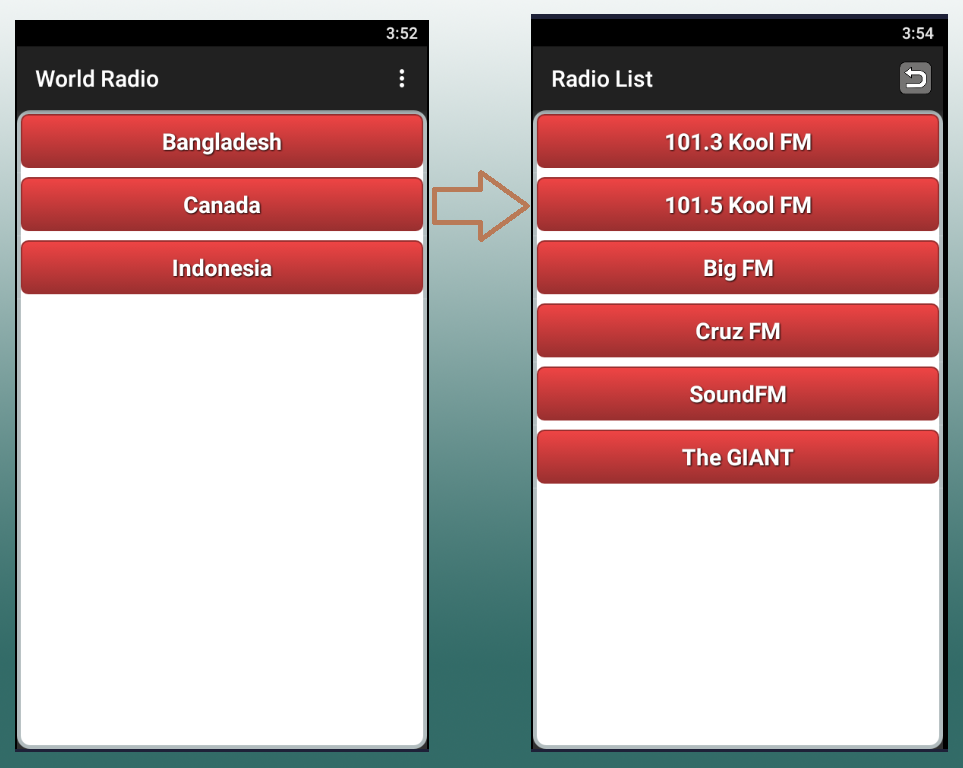 3:52
World Radio
Bangladesh
Canada
Indonesia
3:54
Radio List
101.3 Kool FM
101.5 Kool FM
Big FM
Cruz FM
SoundFM
The GIANT